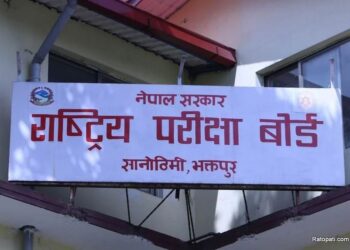 नेपाल सरकार
राष्ट्रिय परीक्षा बोर्ड
सानोठिमी, भक्तपुर
Ratopati.com